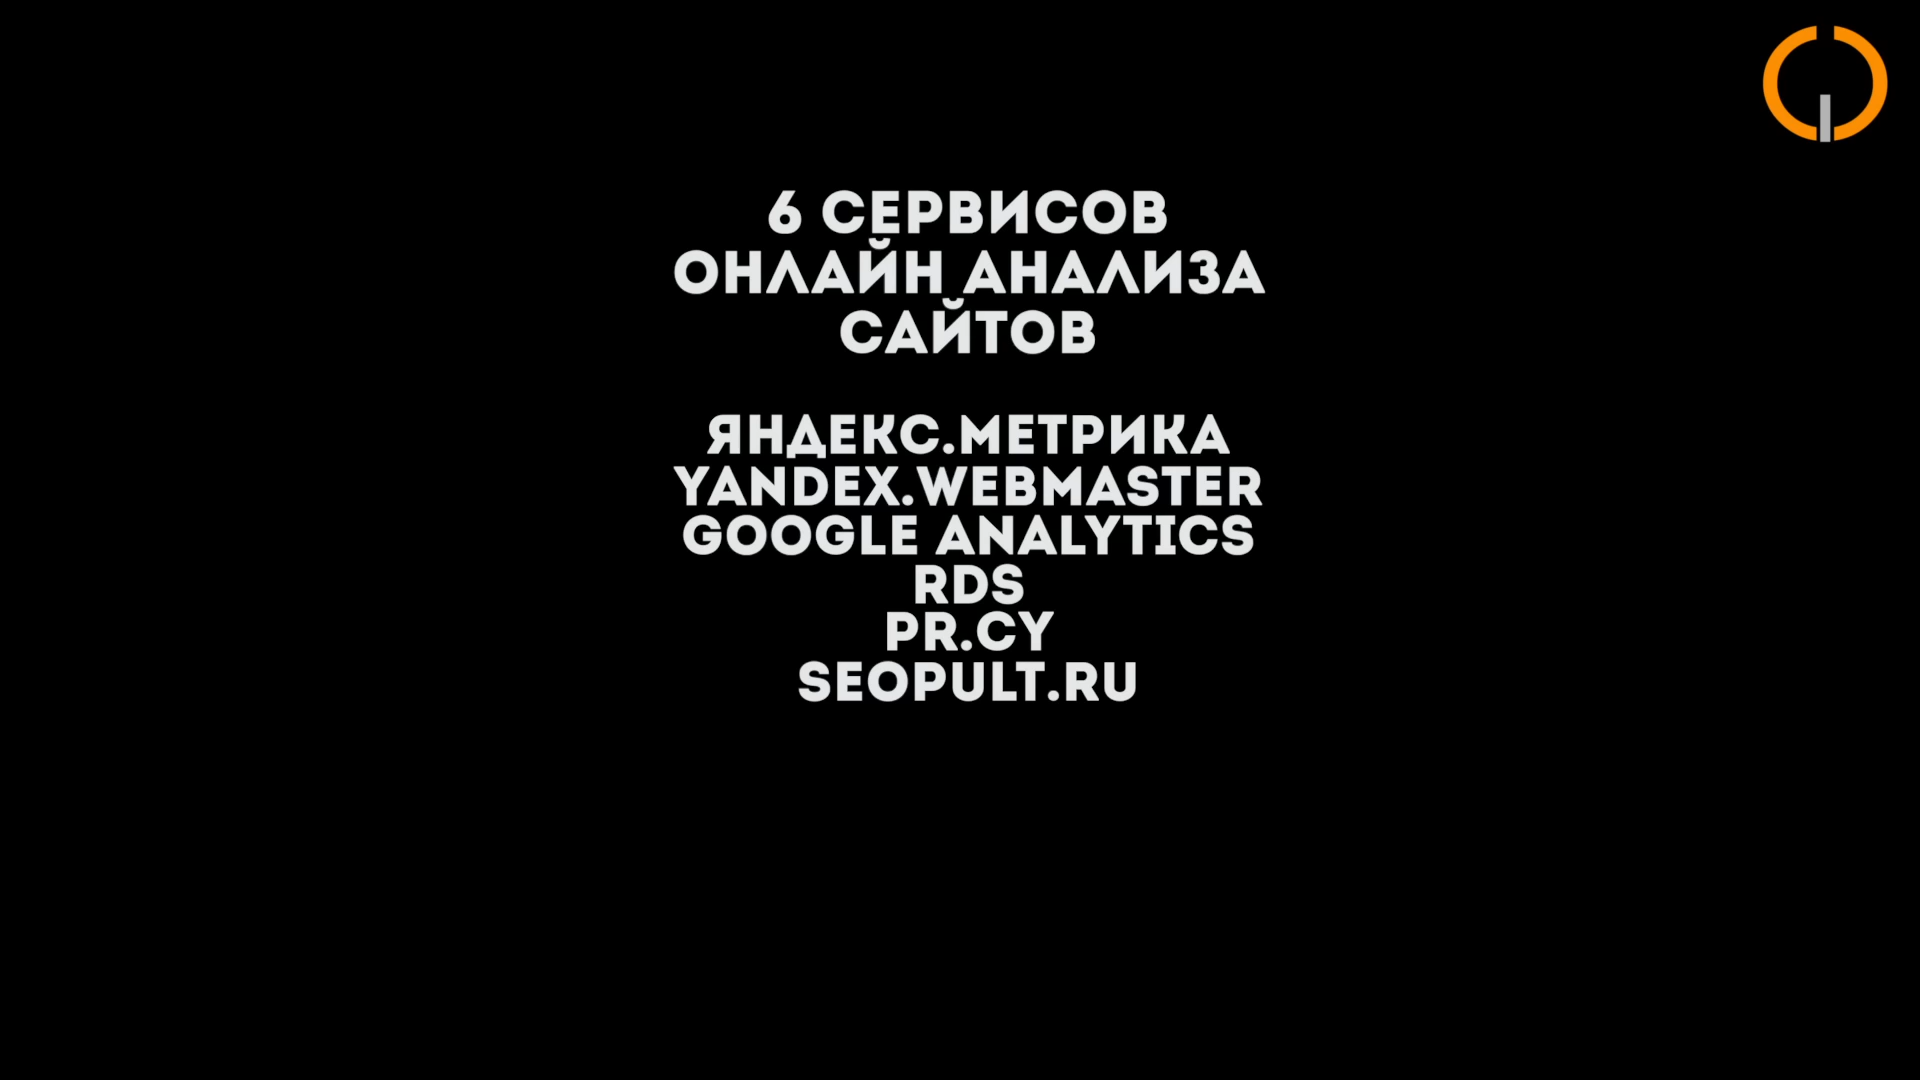 6 СЕРВИСОВ
ОНЛАЙН АНАЛИЗА
САЙТОВ
ЯНДЕКС.МЕТРИКА
YANDEX.WEBMASTER
GOOGLE ANALYTICS
RDS
PR.CY
SEOPULT.RU